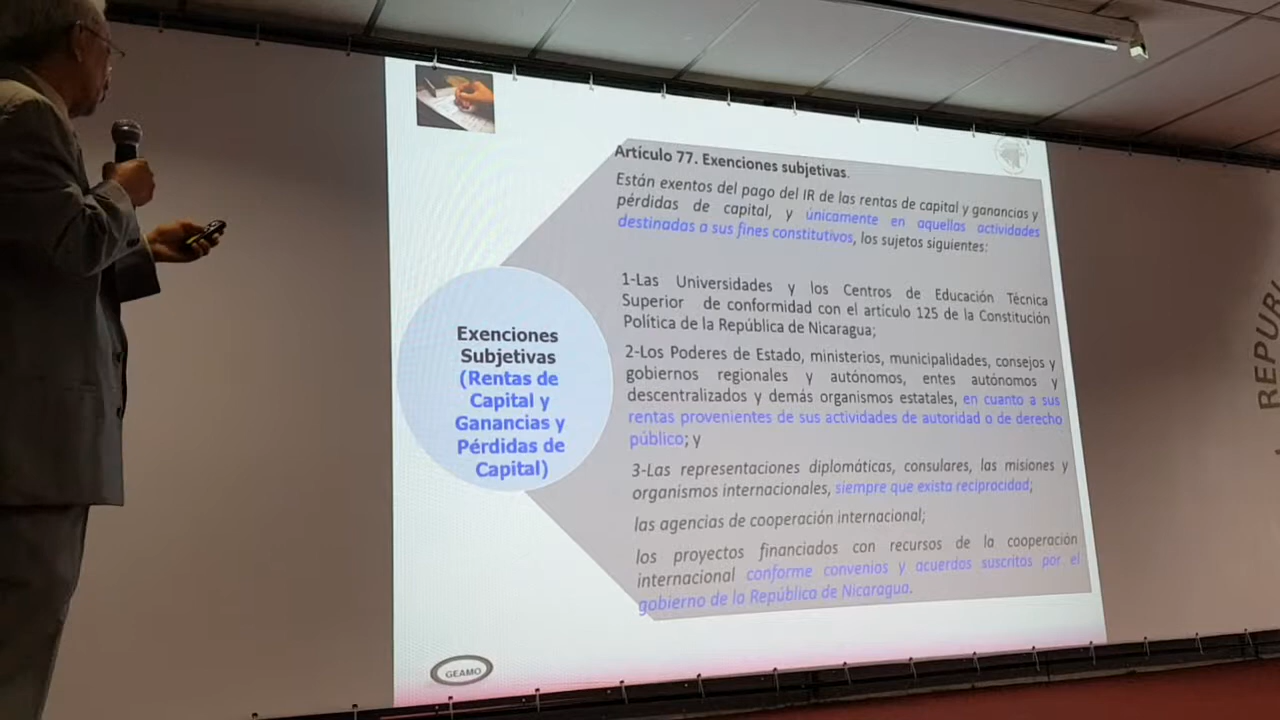 Artículo 77. Exenciones subjetivas.
Están exentos del pago del IR de las rentas de capital y ganancias y
pérdidas de capital, y únicamente en aquellas actividades
destinadas a sus fines constitutivos, los sujetos siguientes:
1-Las Universidades y los Centros de Educación Técnica
Superior de conformidad con el artículo 125 de la Constitución
Política de la República de Nicaragua;
2-Los Poderes de Estado, ministerios, municipalidades, consejos y
gobiernos regionales y autónomos, entes autónomos y
descentralizados y demás organismos estatales, en cuanto a sus
rentas provenientes de sus actividades de autoridad o de derecho
público; y
3-Las representaciones diplomáticas, consulares, las misiones y
organismos internacionales, siempre que exista reciprocidad;
las agencias de cooperación internacional;
los proyectos financiados con recursos de la cooperación
internacional conforme convenios y acuerdos suscritos por el
gobierno de la República de Nicaragua.
Exenciones
Subjetivas
(Rentas de
Capital y
Ganancias y
Pérdidas de
Capital)
GEAMO
REPUBLI